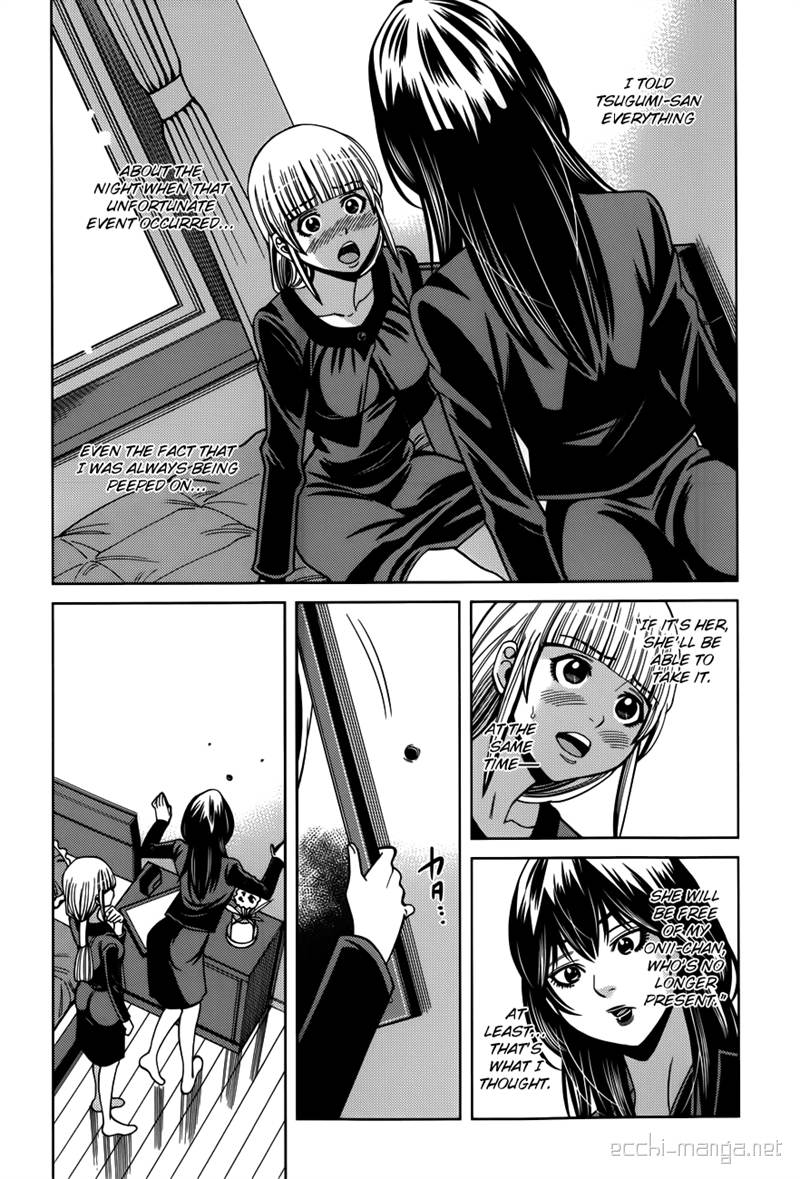 I TOLD
TSUGUMI-SAN
EVERYTHING
ABOUT THE
NIGHT WHEN THAT
UNFORTUNATE
EVENT OCCURRED...
EVEN THE FACT THAT
I WAS ALWAYS BEING
PEEPED ON...
"IF IT'S HER,
SHE'LL BE
ABLE TO
TAKE IT.
AT THE
SAME
TIME—
SHE WILL
BE FREE
OF MY
ONII-CHAN,
WHO'S NO
LONGER
PRESENT."
AT
LEAST...
THAT'S
WHAT I
THOUGHT.
カタ...
ecchi-manga.net